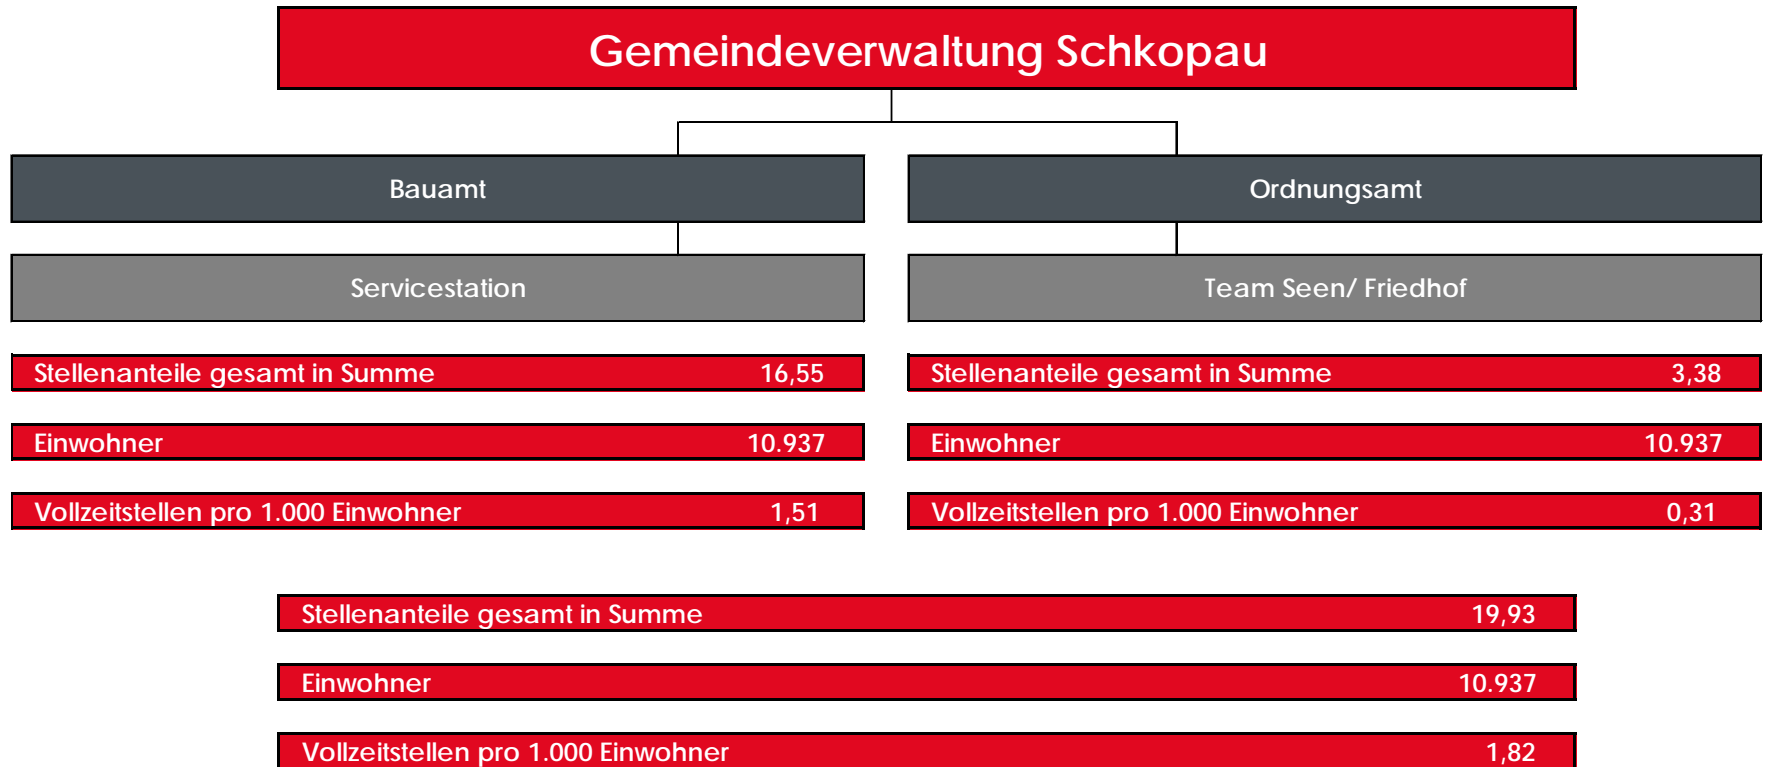 Gemeindeverwaltung Schkopau
Bauamt
Ordnungsamt
Servicestation
Team Seen/ Friedhof
Stellenanteile gesamt in Summe 16,55
Stellenanteile gesamt in Summe 3,38
Einwohner 10.937
Einwohner 10.937
Vollzeitstellen pro 1.000 Einwohner 1,51
Vollzeitstellen pro 1.000 Einwohner 0,31
Stellenanteile gesamt in Summe 19,93
Einwohner 10.937
Vollzeitstellen pro 1.000 Einwohner 1,82